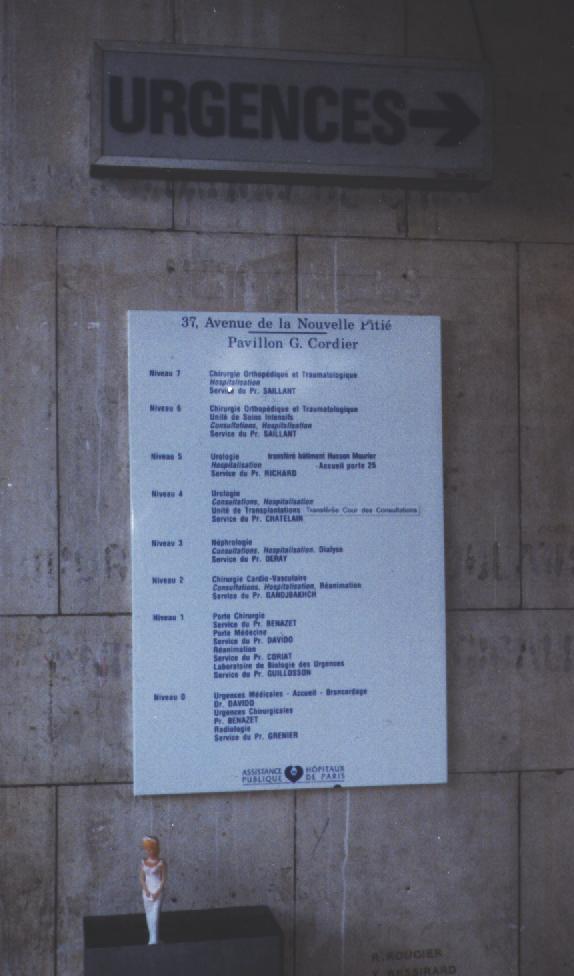 URGENCES →
37, Avenue de la Nouvelle Pitié
Pavillon G. Cordier
Niveau 7 Chirurgie Orthopédique et Traumatologique
Hospitalisation
Service du Pr. SAILLANT
Niveau 6 Chirurgie Orthopédique et Traumatologique
Unité de Soins Intensifs
Consultations, Hospitalisation
Service du Pr. SAILLANT
Niveau 5 Urologie transféré bâtiment Husson Mourier
Hospitalisation - Accueil porte 25
Service du Pr. RICHARD
Niveau 4 Urologie
Consultations, Hospitalisation
Unité de Transplantations Transférée Cour des Consultations
Service du Pr. CHATELAIN
Niveau 3 Néphrologie
Consultations, Hospitalisation, Dialyse
Service du Pr. DERAY
Niveau 2 Chirurgie Cardio-Vasculaire
Consultations, Hospitalisation, Réanimation
Service du Pr. GANDJBAKHCH
Niveau 1 Porte Chirurgie
Service du Pr. BENAZET
Porte Médecine
Service du Pr. DAVIDO
Réanimation
Service du Pr. CORIAT
Laboratoire de Biologie des Urgences
Service du Pr. GUILLOSSON
Niveau 0 Urgences Médicales - Accueil - Brancardage
Dr. DAVIDO
Urgences Chirurgicales
Pr. BENAZET
Radiologie
Service du Pr. GRENIER
ASSISTANCE HÔPITAUX
PUBLIQUE DE PARIS
R. ROUGIER